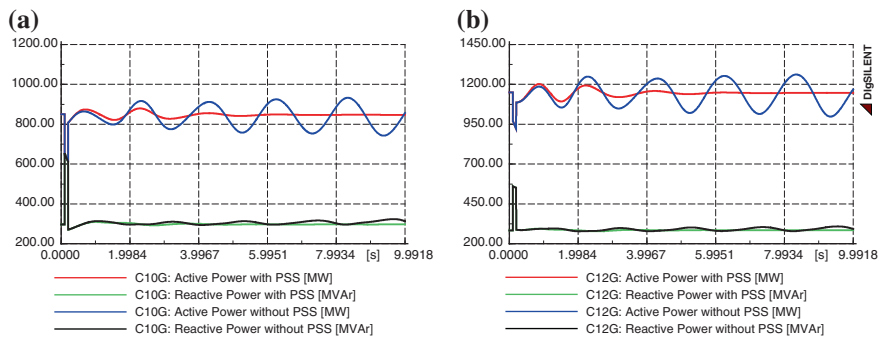 (a)
1200.00
1000.00
800.00
600.00
400.00
200.00
0.0000 1.9984 3.9967 5.9951 7.9934 [s] 9.9918
C10G: Active Power with PSS [MW]
C10G: Reactive Power with PSS [MVAr]
C10G: Active Power without PSS [MW]
C10G: Reactive Power without PSS [MVAr]
(b)
1450.00
1200.00
950.00
700.00
450.00
200.00
0.0000 1.9984 3.9967 5.9951 7.9934 [s] 9.9918
C12G: Active Power with PSS [MW]
C12G: Reactive Power with PSS [MVAr]
C12G: Active Power without PSS [MW]
C12G: Reactive Power without PSS [MVAr]
DIgSILENT